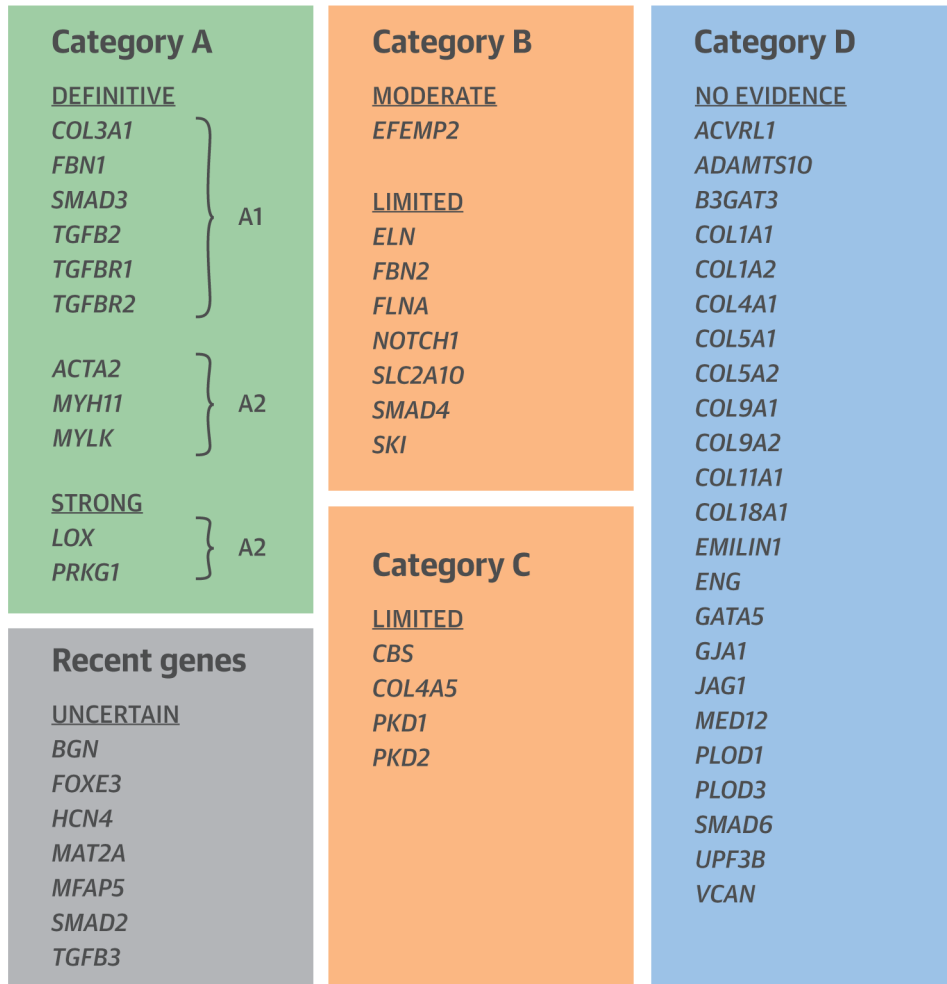 Category A
DEFINITIVE
COL3A1
FBN1
SMAD3
TGFB2
TGFBR1
TGFBR2
A1
ACTA2
MYH11
MYLK
A2
STRONG
LOX
PRKG1
A2
Recent genes
UNCERTAIN
BGN
FOXE3
HCN4
MAT2A
MFAP5
SMAD2
TGFB3
Category B
MODERATE
EFEMP2
LIMITED
ELN
FBN2
FLNA
NOTCH1
SLC2A10
SMAD4
SKI
Category C
LIMITED
CBS
COL4A5
PKD1
PKD2
Category D
NO EVIDENCE
ACVRL1
ADAMTS10
B3GAT3
COL1A1
COL1A2
COL4A1
COL5A1
COL5A2
COL9A1
COL9A2
COL11A1
COL18A1
EMILIN1
ENG
GATA5
GJA1
JAG1
MED12
PLOD1
PLOD3
SMAD6
UPF3B
VCAN